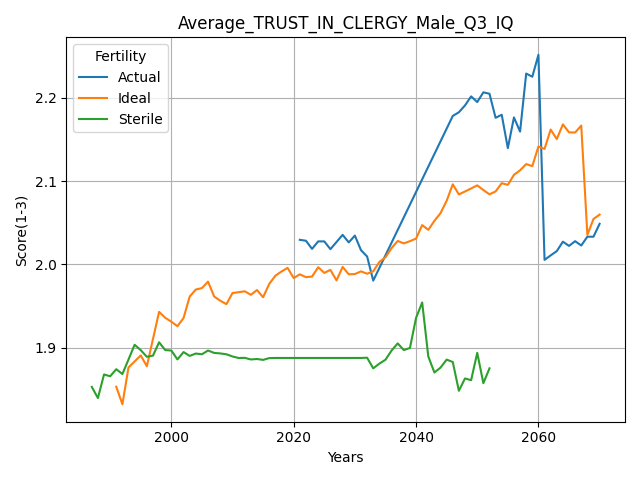 Average_TRUST_IN_CLERGY_Male_Q3_IQ
Fertility
Actual
Ideal
Sterile
Score(1-3)
2.2
2.1
2.0
1.9
2000 2020 2040 2060
Years